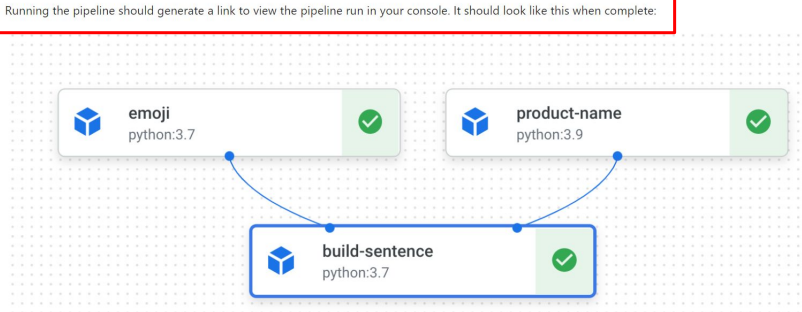 Running the pipeline should generate a link to view the pipeline run in your console. It should look like this when complete:
emoji
python:3.7
product-name
python:3.9
build-sentence
python:3.7